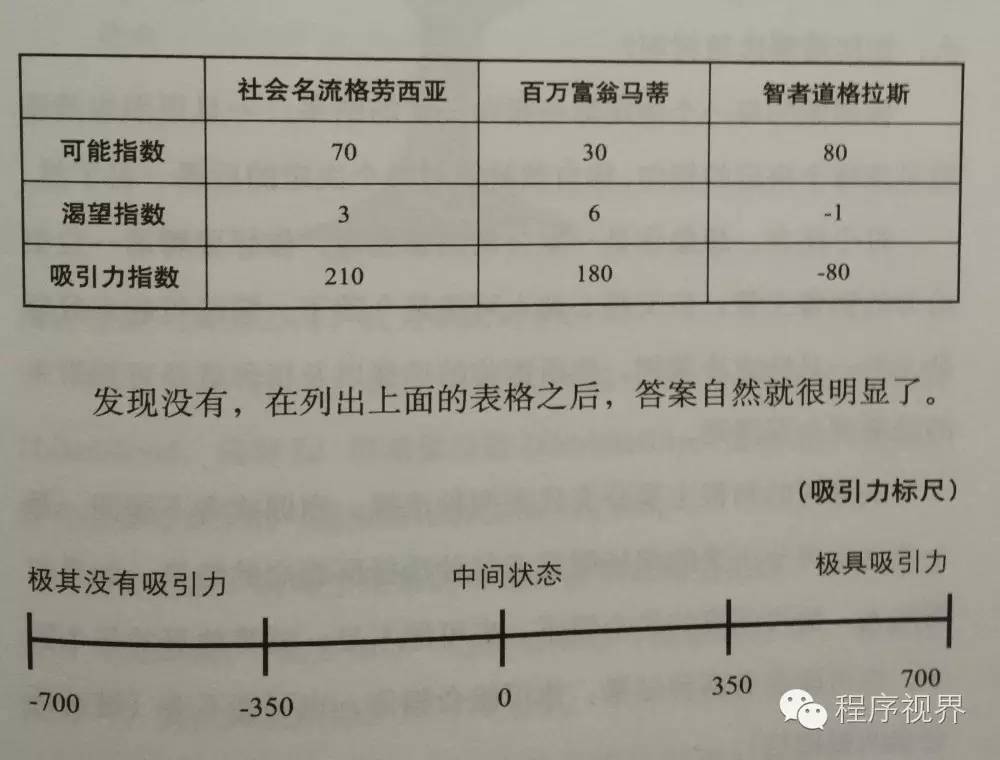 社会名流格劳西亚 百万富翁马蒂 智者道格拉斯
可能指数 70 30 80
渴望指数 3 6 -1
吸引力指数 210 180 -80
发现没有，在列出上面的表格之后，答案自然就很明显了。
（吸引力标尺）
极其没有吸引力 中间状态 极具吸引力
-700 -350 0 350 700
程序视界